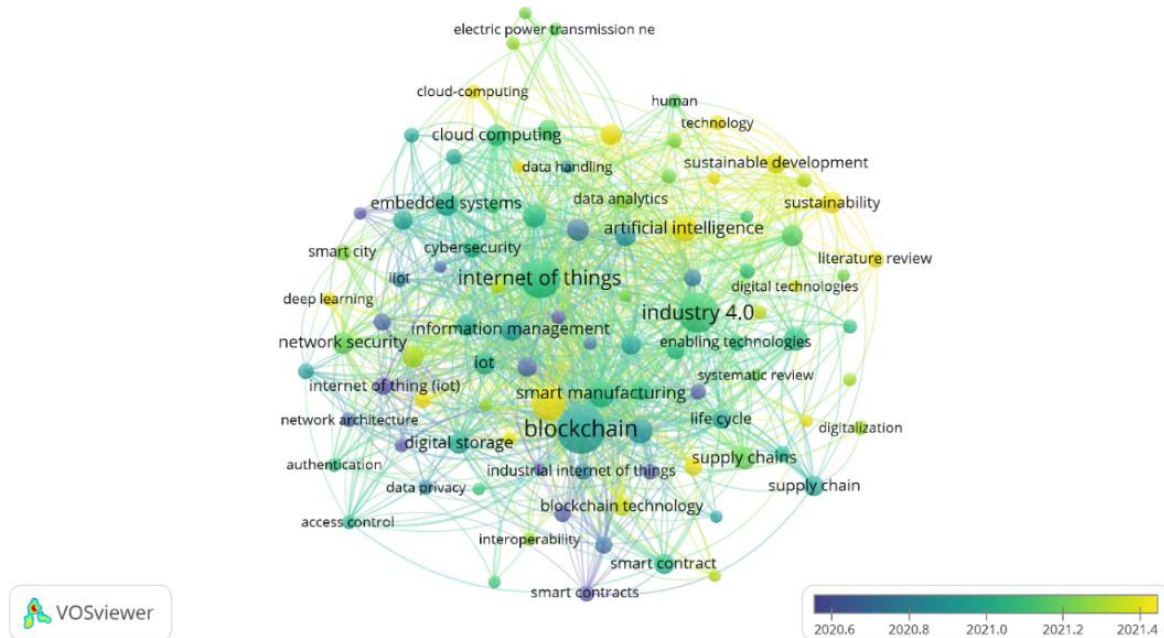 electric power transmission ne
cloud-computing
human
technology
cloud computing
data handling
sustainable development
embedded systems
data analytics
sustainability
artificial intelligence
smart city
cybersecurity
literature review
iiot
internet of things
digital technologies
deep learning
industry 4.0
network security
information management
enabling technologies
iot
systematic review
internet of thing (iot)
smart manufacturing
network architecture
blockchain
life cycle
digitalization
digital storage
authentication
industrial internet of things
supply chains
data privacy
supply chain
blockchain technology
access control
interoperability
smart contract
smart contracts
VOSviewer
2020.6 2020.8 2021.0 2021.2 2021.4